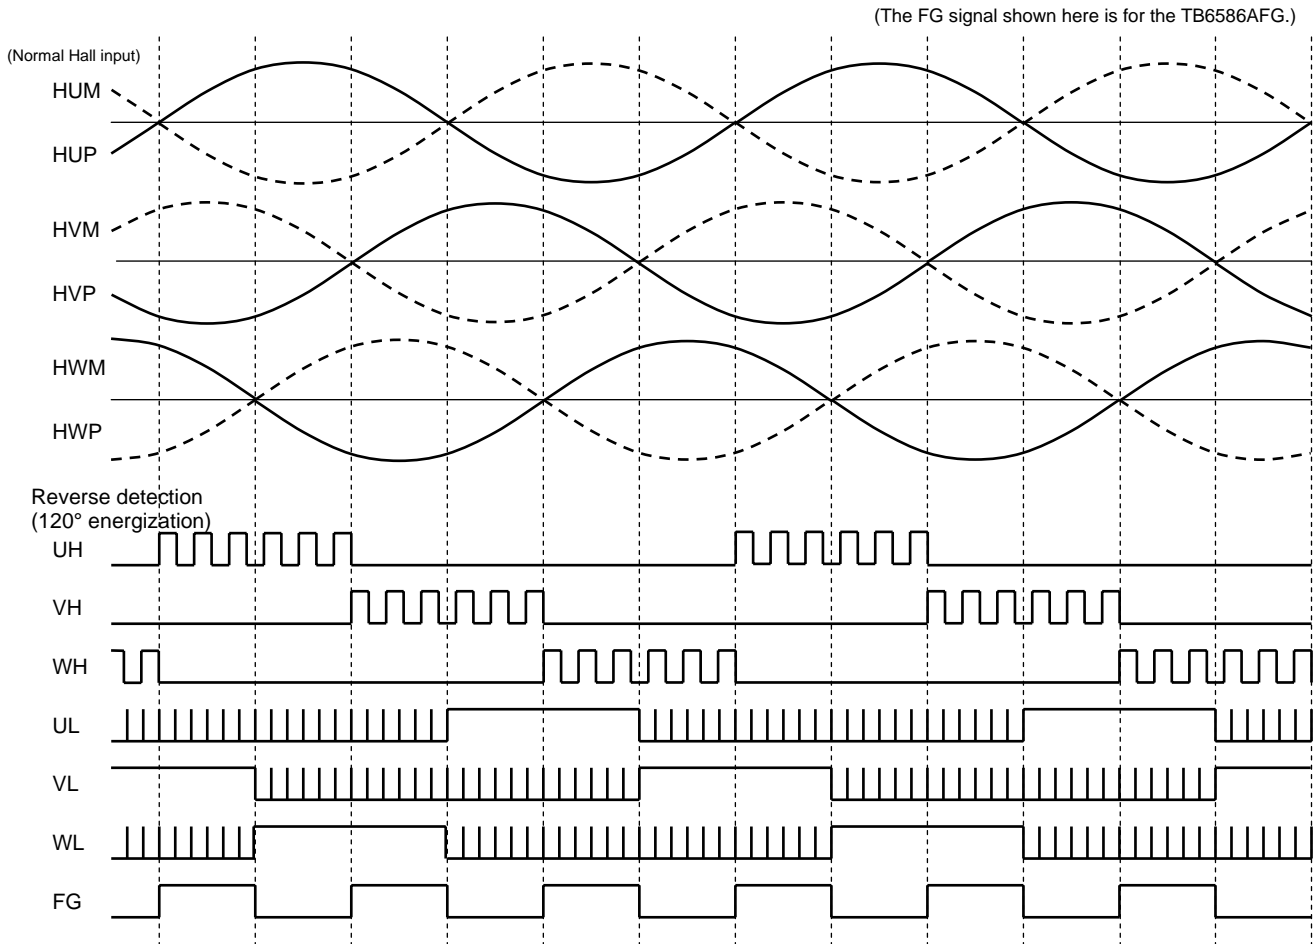 (The FG signal shown here is for the TB6586AFG.)
(Normal Hall input)
HUM
HUP
HVM
HVP
HWM
HWP
Reverse detection
(120° energization)
UH
VH
WH
UL
VL
WL
FG